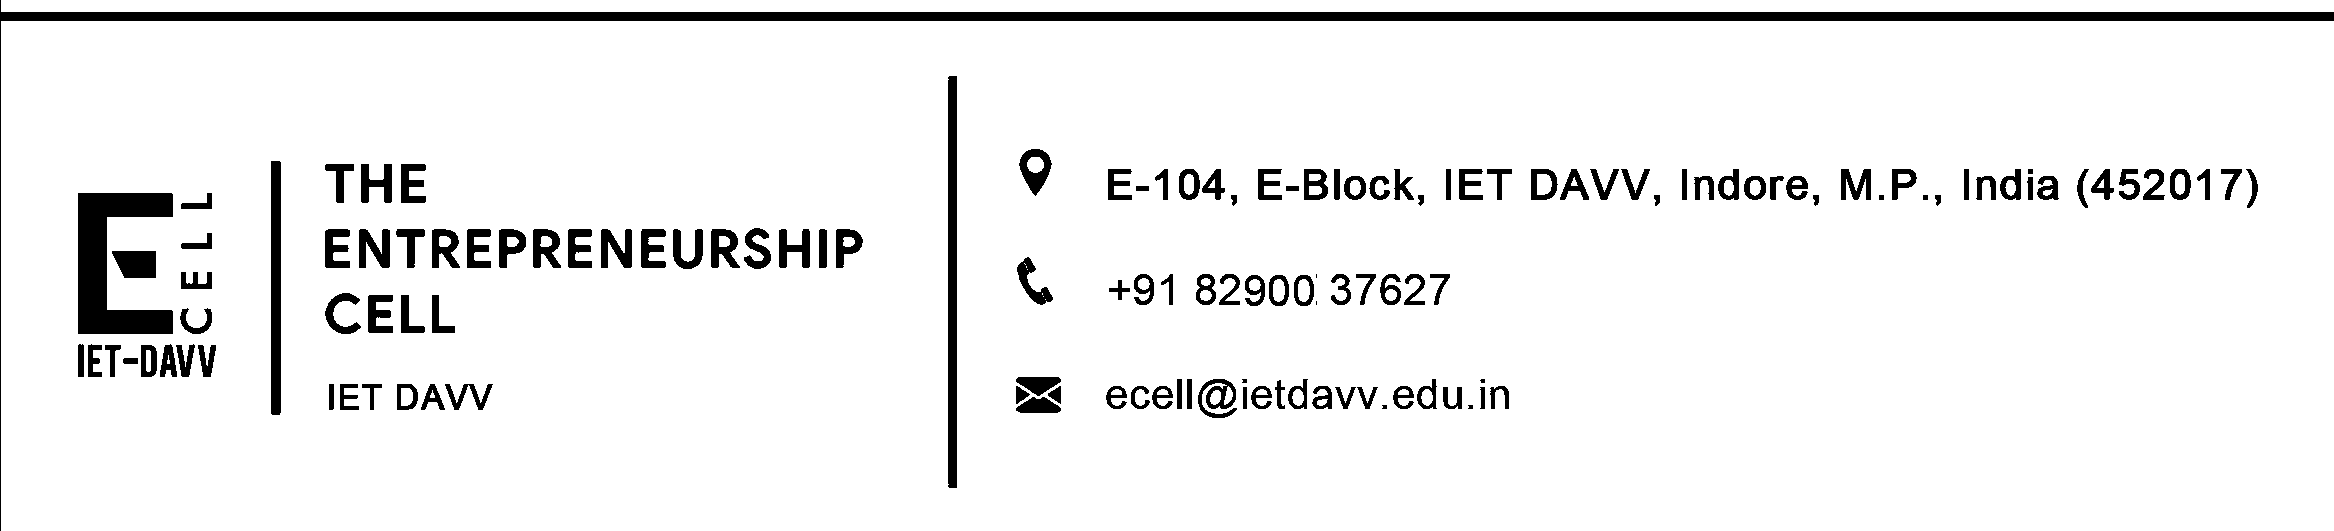 E CELL
IET-DAVV
THE
ENTREPRENEURSHIP
CELL
IET DAVV
E-104, E-Block, IET DAVV, Indore, M.P., India (452017)
+91 82900 37627
ecell@ietdavv.edu.in